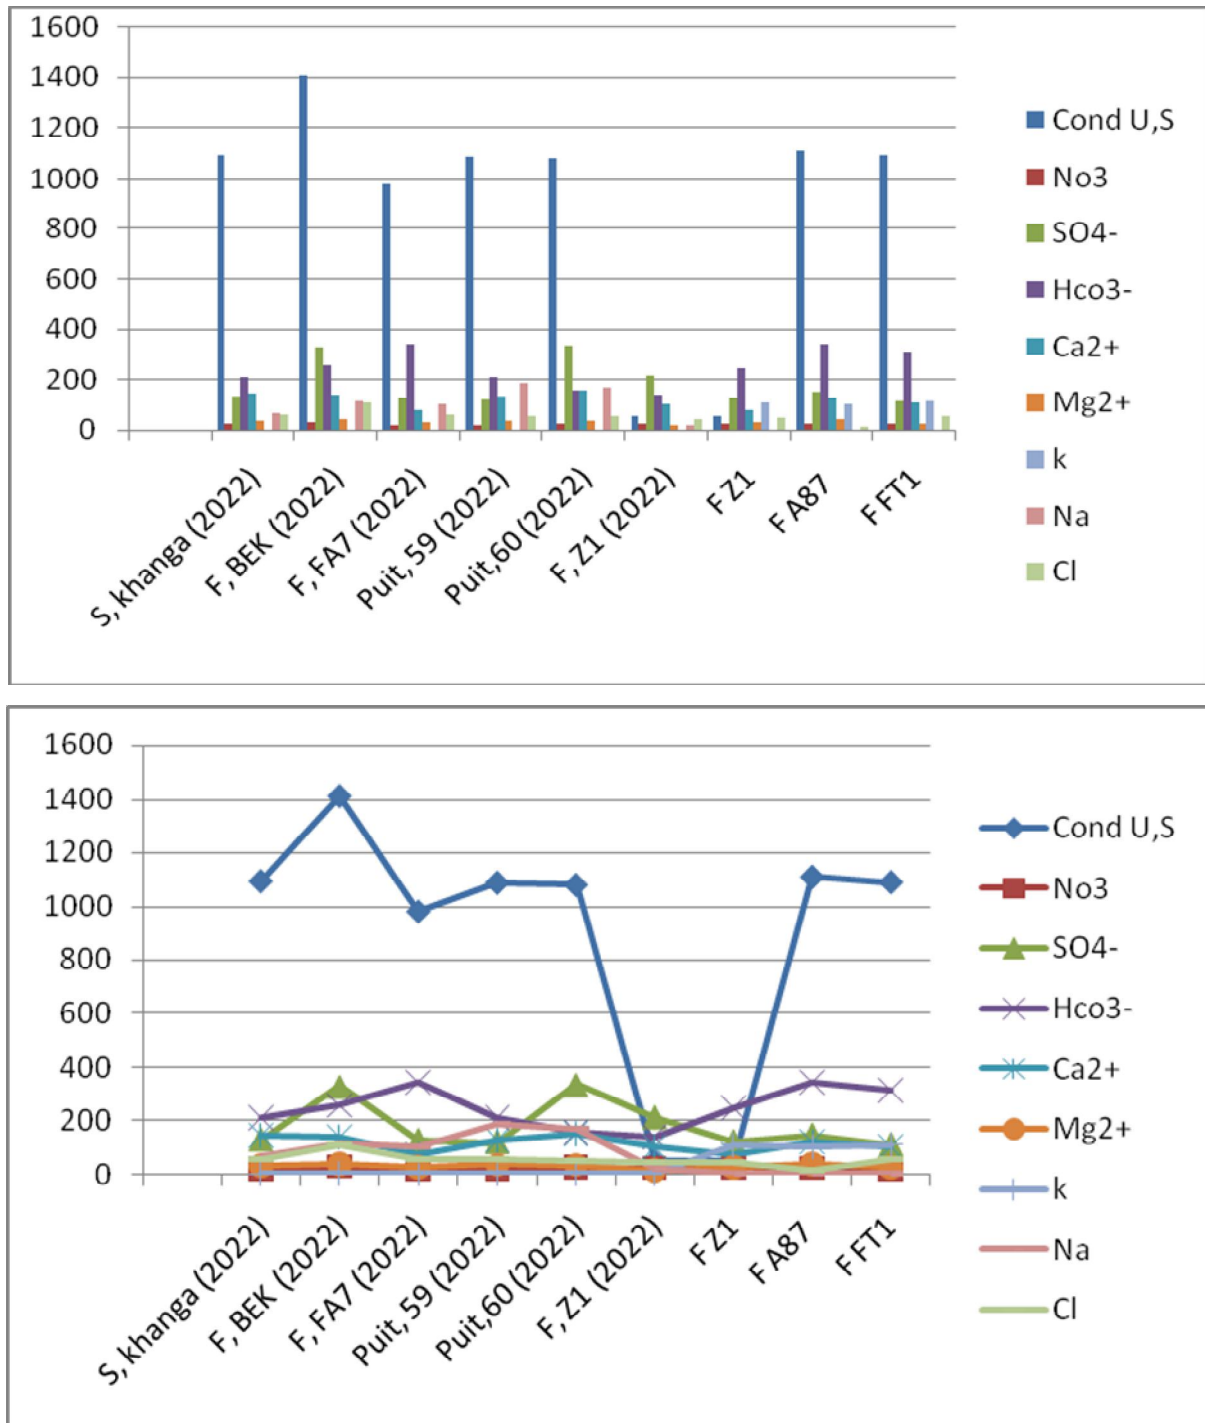 1600
1400
1200
1000
800
600
400
200
0
S, khanga (2022)
F, BEK (2022)
F, FA7 (2022)
Puit, 59 (2022)
Puit,60 (2022)
F, Z1 (2022)
F Z1
F A87
F FT1
Cond U,S
No3
SO4-
Hco3-
Ca2+
Mg2+
k
Na
Cl
1600
1400
1200
1000
800
600
400
200
0
S, khanga (2022)
F, BEK (2022)
F, FA7 (2022)
Puit, 59 (2022)
Puit,60 (2022)
F, Z1 (2022)
F Z1
F A87
F FT1
Cond U,S
No3
SO4-
Hco3-
Ca2+
Mg2+
k
Na
Cl